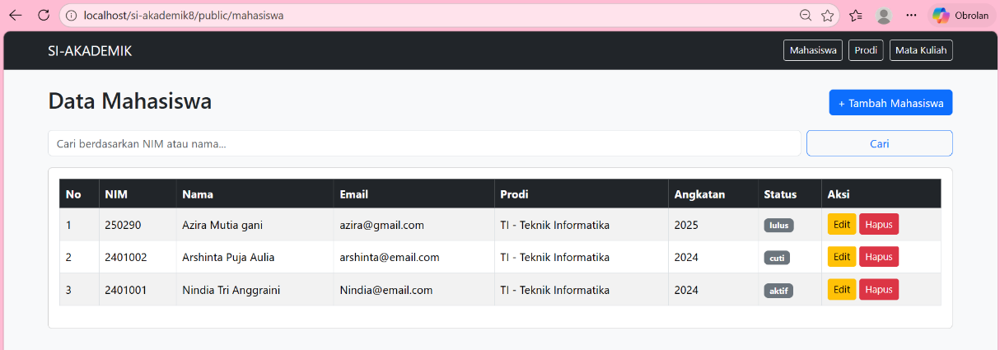 localhost/si-akademik8/public/mahasiswa
Obrolan
SI-AKADEMIK
Mahasiswa Prodi Mata Kuliah
Data Mahasiswa
+ Tambah Mahasiswa
Cari berdasarkan NIM atau nama...
Cari
No NIM Nama Email Prodi Angkatan Status Aksi
1 250290 Azira Mutia gani azira@gmail.com TI - Teknik Informatika 2025 lulus Edit Hapus
2 2401002 Arshinta Puja Aulia arshinta@email.com TI - Teknik Informatika 2024 cuti Edit Hapus
3 2401001 Nindia Tri Anggraini Nindia@email.com TI - Teknik Informatika 2024 aktif Edit Hapus